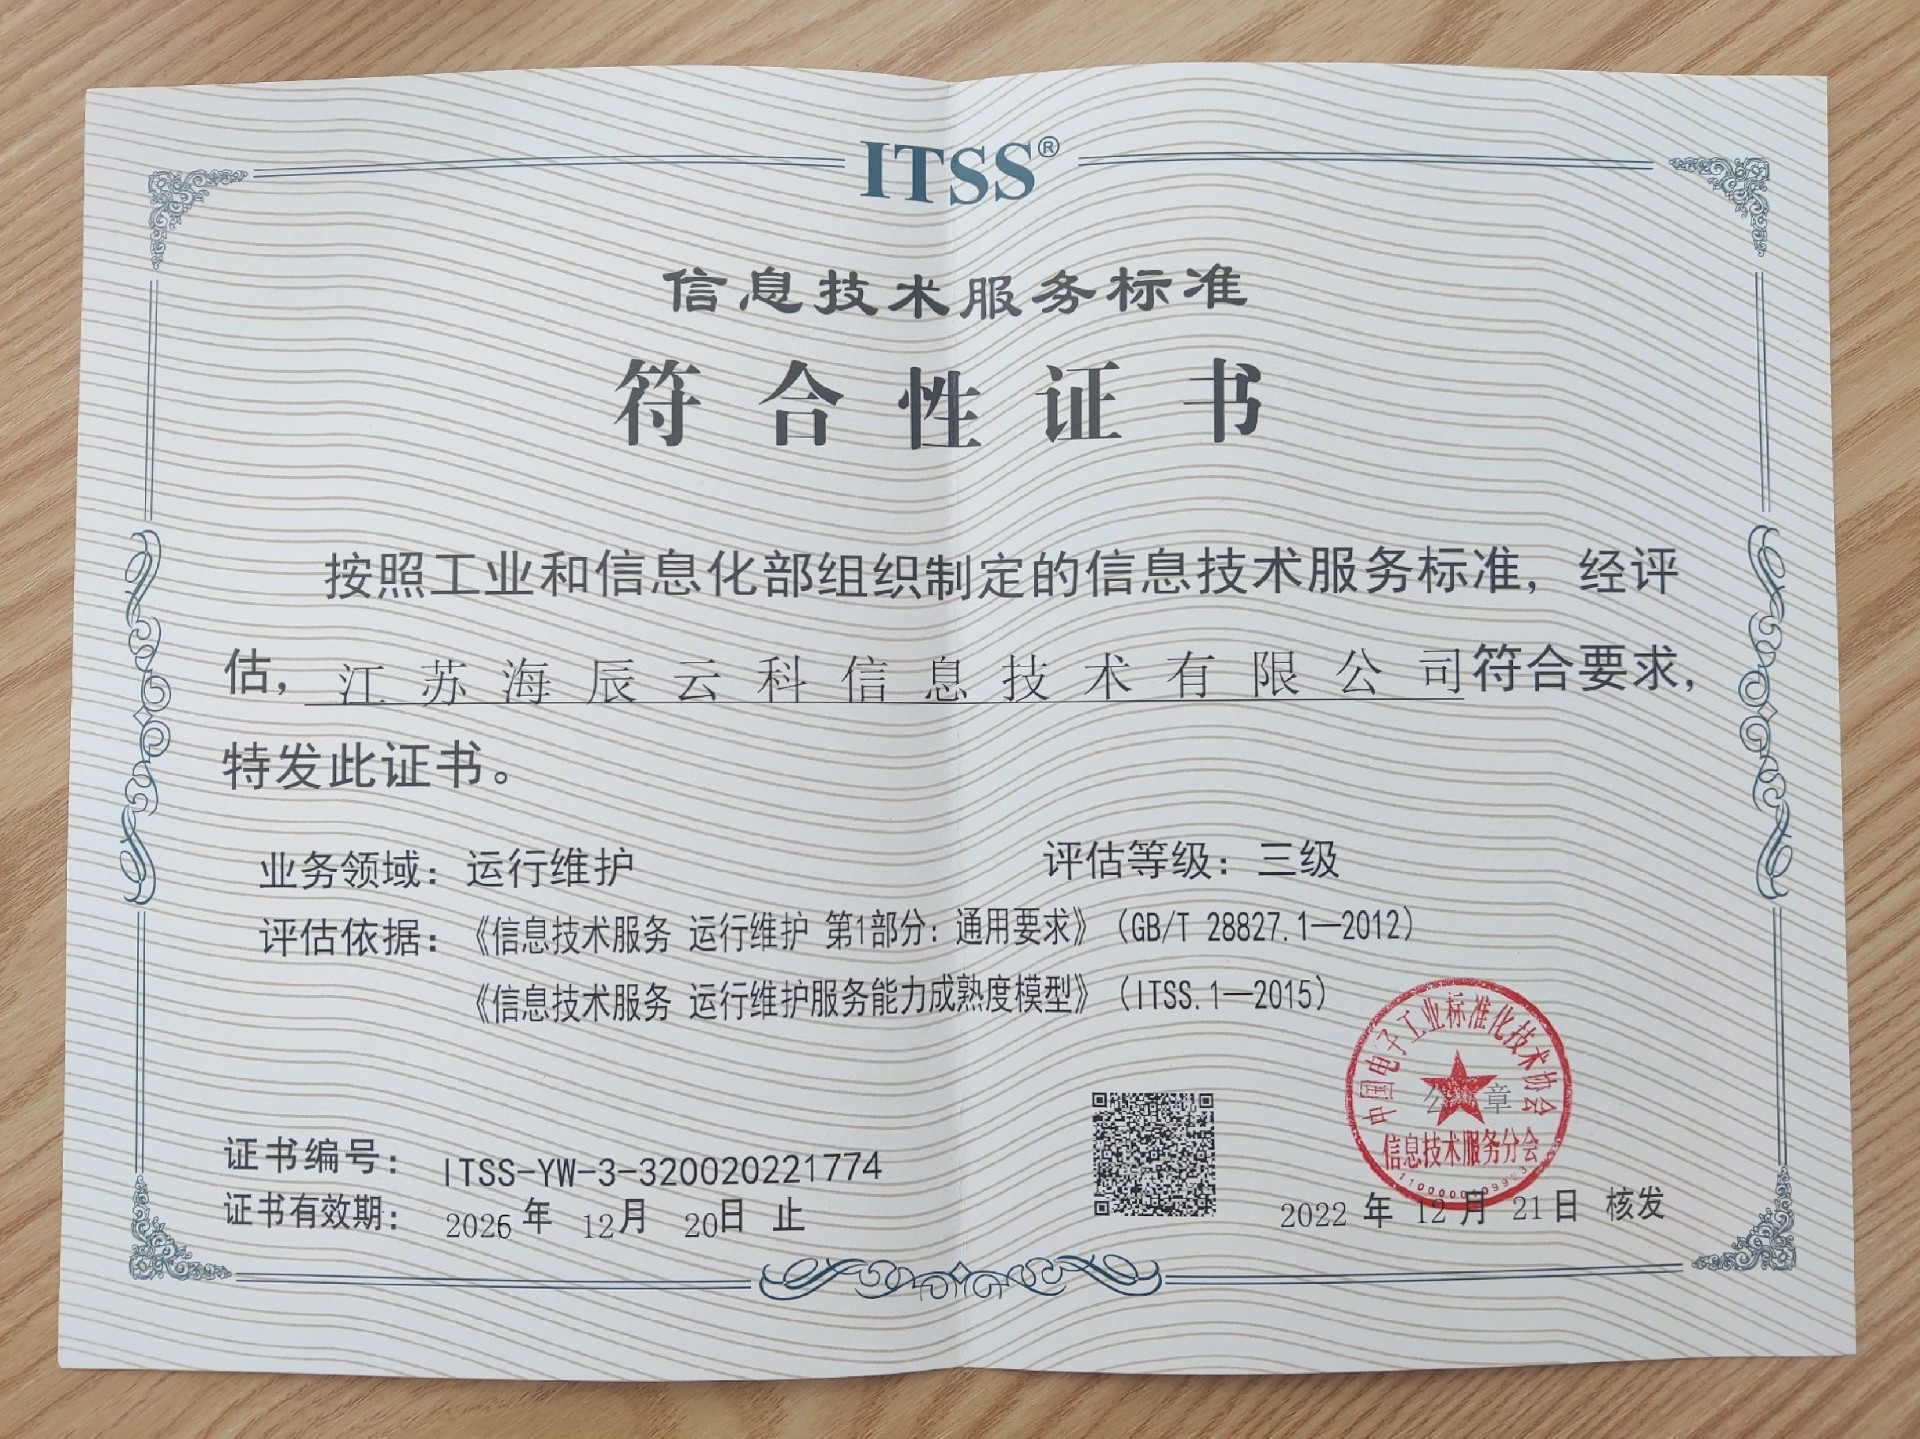 ITSS®
信息技术服务标准
符合性证书
按照工业和信息化部组织制定的信息技术服务标准，经评
估，江苏海辰云科信息技术有限公司符合要求，
特发此证书。
业务领域：运行维护
评估等级：三级
评估依据：《信息技术服务 运行维护 第1部分：通用要求》（GB/T 28827.1—2012）
《信息技术服务 运行维护服务能力成熟度模型》（ITSS.1—2015）
中国电子工业标准化技术协会
公 章
信息技术服务分会
证书编号：ITSS-YW-3-320020221774
证书有效期：2026年 12月 20日 止
2022年 12月 21日 核发